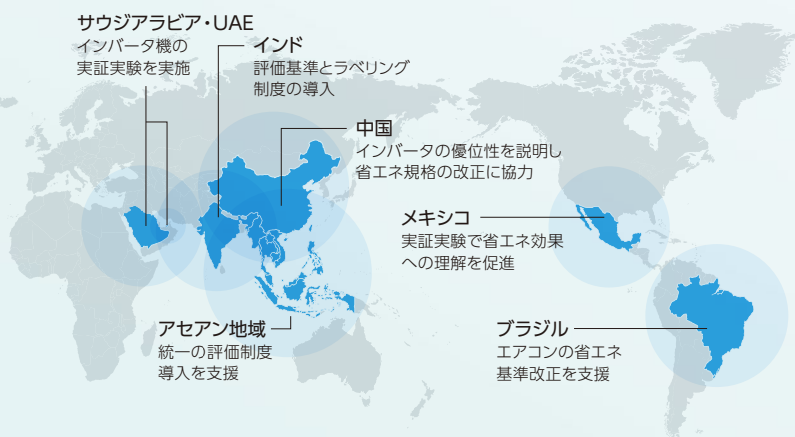 サウジアラビア・UAE
インバータ機の
実証実験を実施
インド
評価基準とラベリング
制度の導入
中国
インバータの優位性を説明し
省エネ規格の改正に協力
メキシコ
実証実験で省エネ効果
への理解を促進
アセアン地域
統一の評価制度
導入を支援
ブラジル
エアコンの省エネ
基準改正を支援